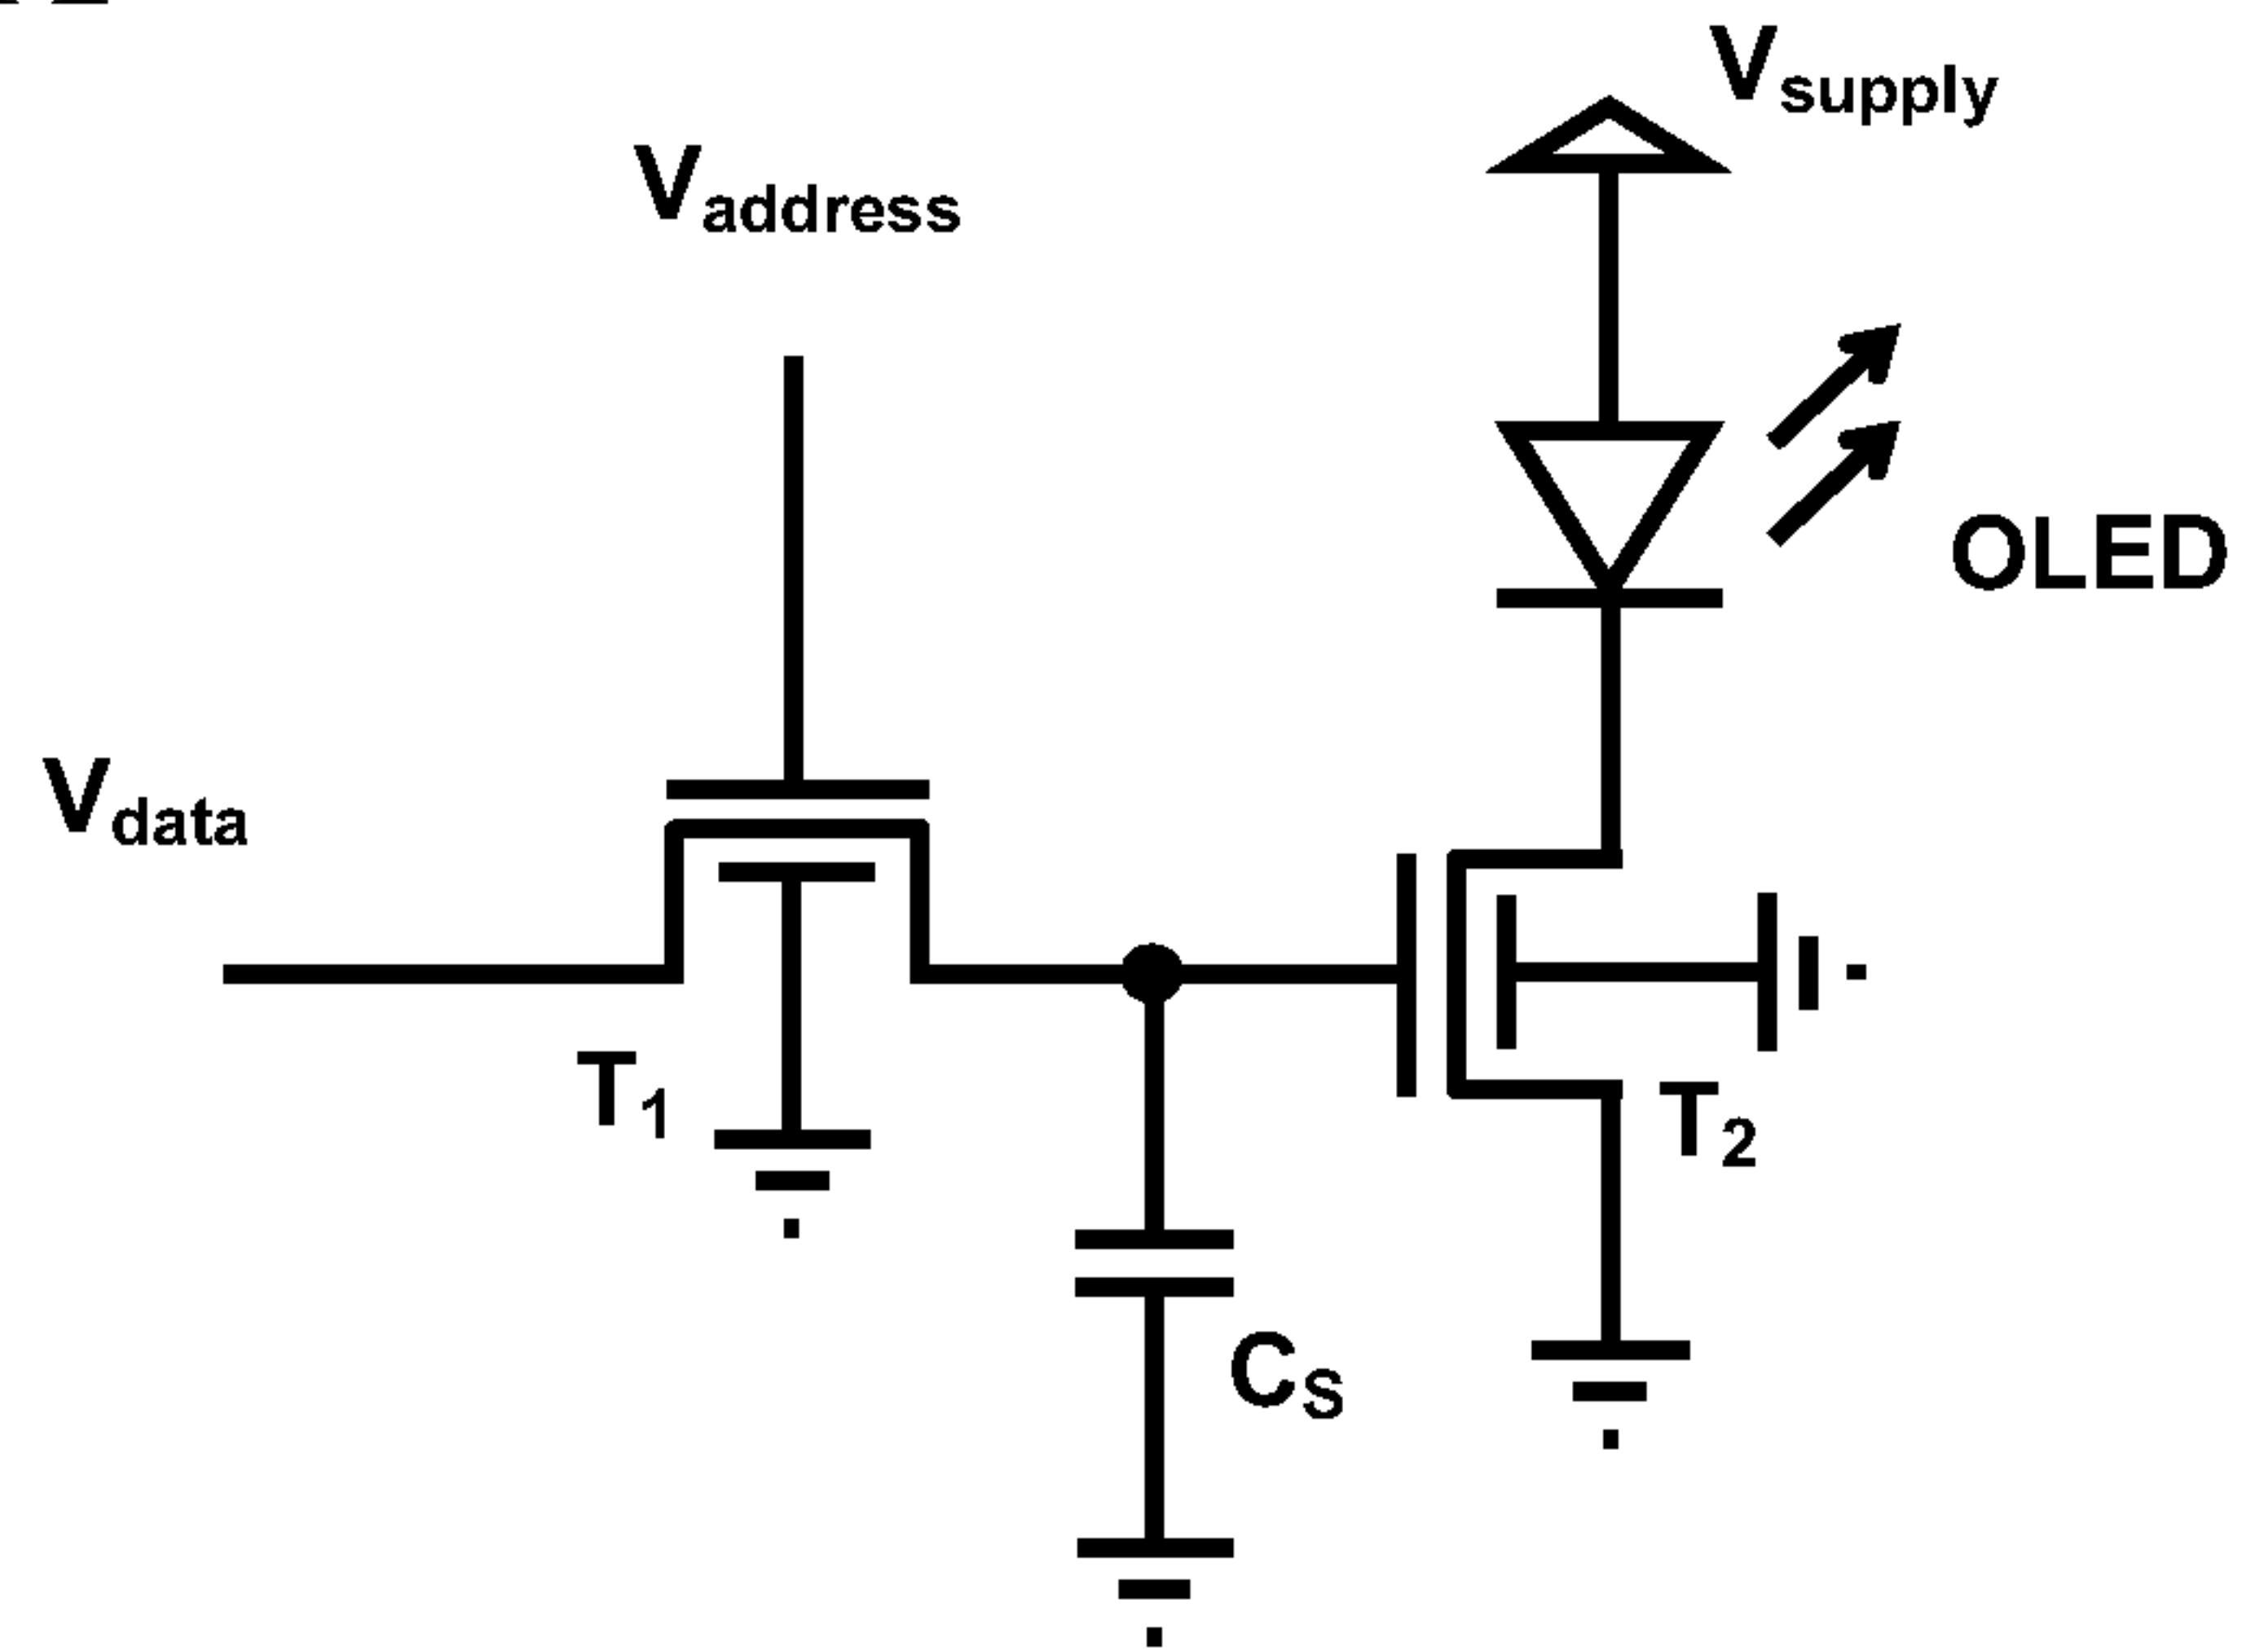 Vsupply
Vaddress
OLED
Vdata
T1
T2
CS